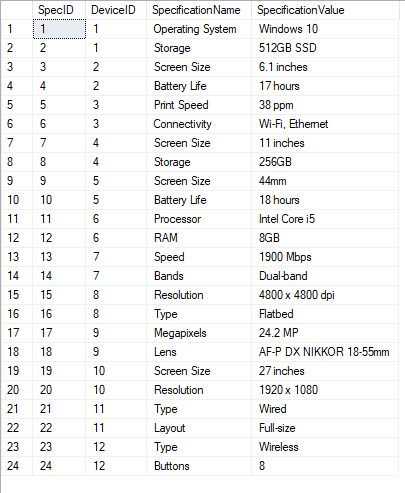 SpecID DeviceID SpecificationName SpecificationValue
1 1 1 Operating System Windows 10
2 2 1 Storage 512GB SSD
3 3 2 Screen Size 6.1 inches
4 4 2 Battery Life 17 hours
5 5 3 Print Speed 38 ppm
6 6 3 Connectivity Wi-Fi, Ethernet
7 7 4 Screen Size 11 inches
8 8 4 Storage 256GB
9 9 5 Screen Size 44mm
10 10 5 Battery Life 18 hours
11 11 6 Processor Intel Core i5
12 12 6 RAM 8GB
13 13 7 Speed 1900 Mbps
14 14 7 Bands Dual-band
15 15 8 Resolution 4800 x 4800 dpi
16 16 8 Type Flatbed
17 17 9 Megapixels 24.2 MP
18 18 9 Lens AF-P DX NIKKOR 18-55mm
19 19 10 Screen Size 27 inches
20 20 10 Resolution 1920 x 1080
21 21 11 Type Wired
22 22 11 Layout Full-size
23 23 12 Type Wireless
24 24 12 Buttons 8